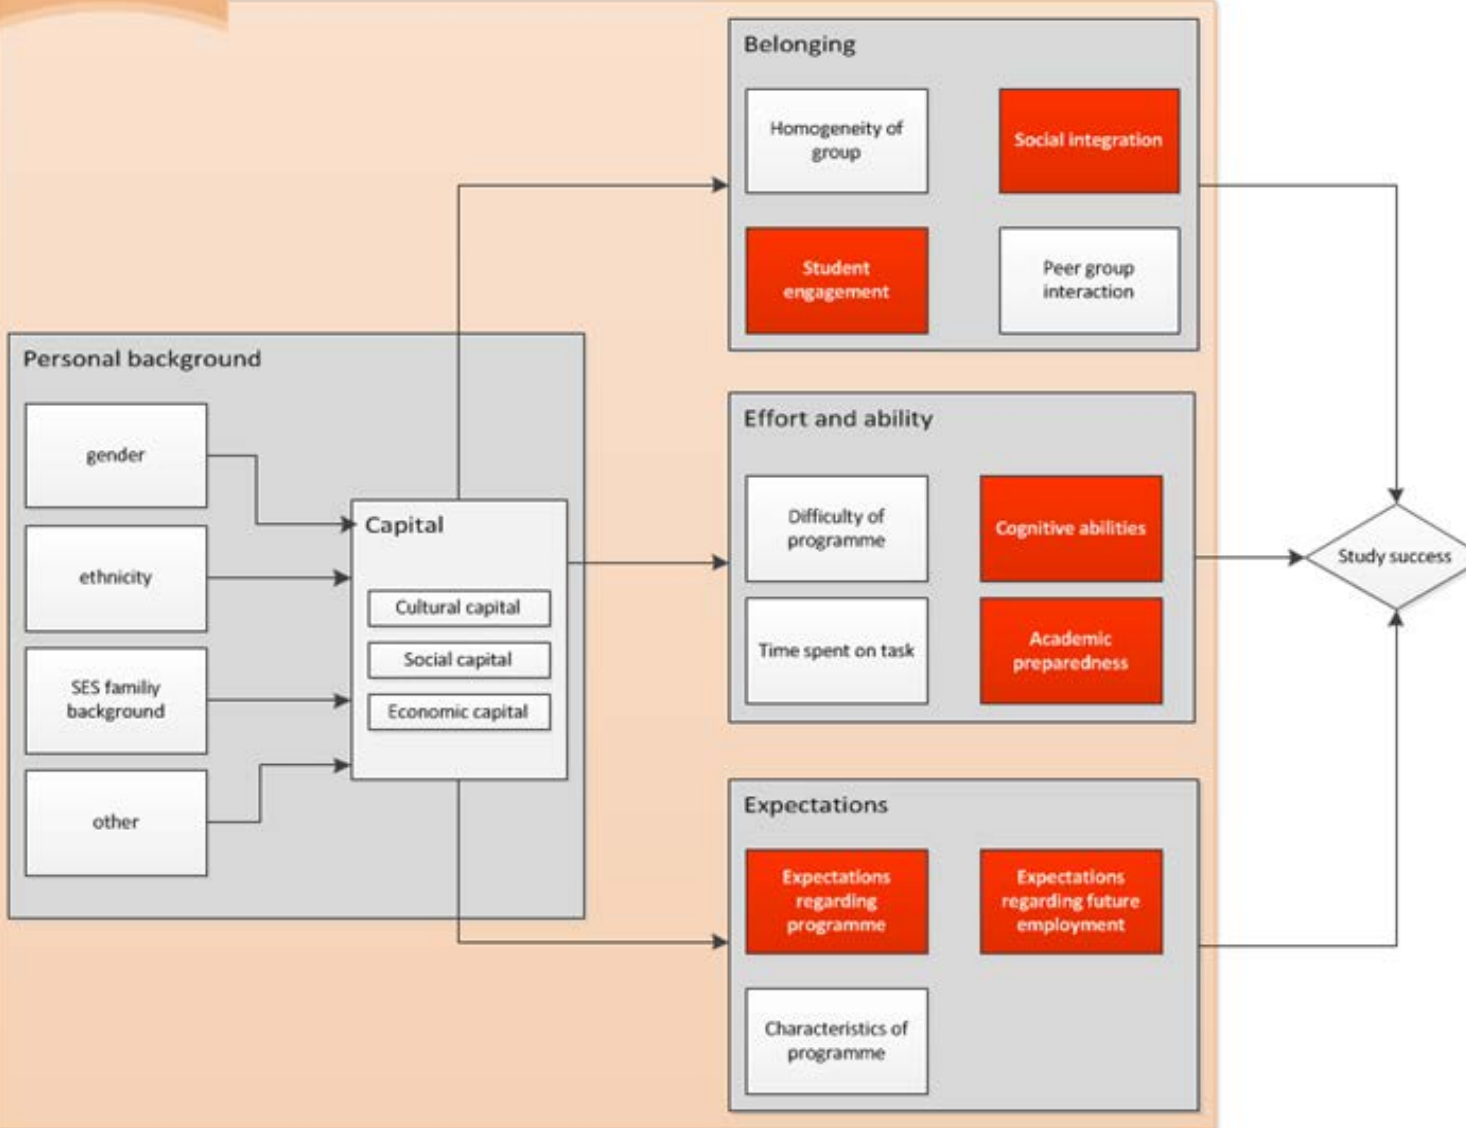 Belonging
Homogeneity of
group
Social integration
Student
engagement
Peer group
interaction
Personal background
gender
ethnicity
SES familiy
background
other
Capital
Cultural capital
Social capital
Economic capital
Effort and ability
Difficulty of
programme
Cognitive abilities
Time spent on task
Academic
preparedness
Expectations
Expectations
regarding
programme
Expectations
regarding future
employment
Characteristics of
programme
Study success